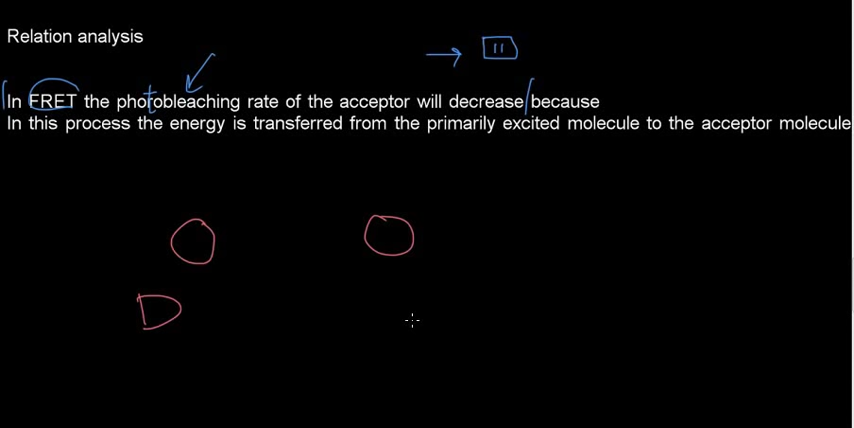 Relation analysis
11
In FRET the photobleaching rate of the acceptor will decrease because
In this process the energy is transferred from the primarily excited molecule to the acceptor molecule
D